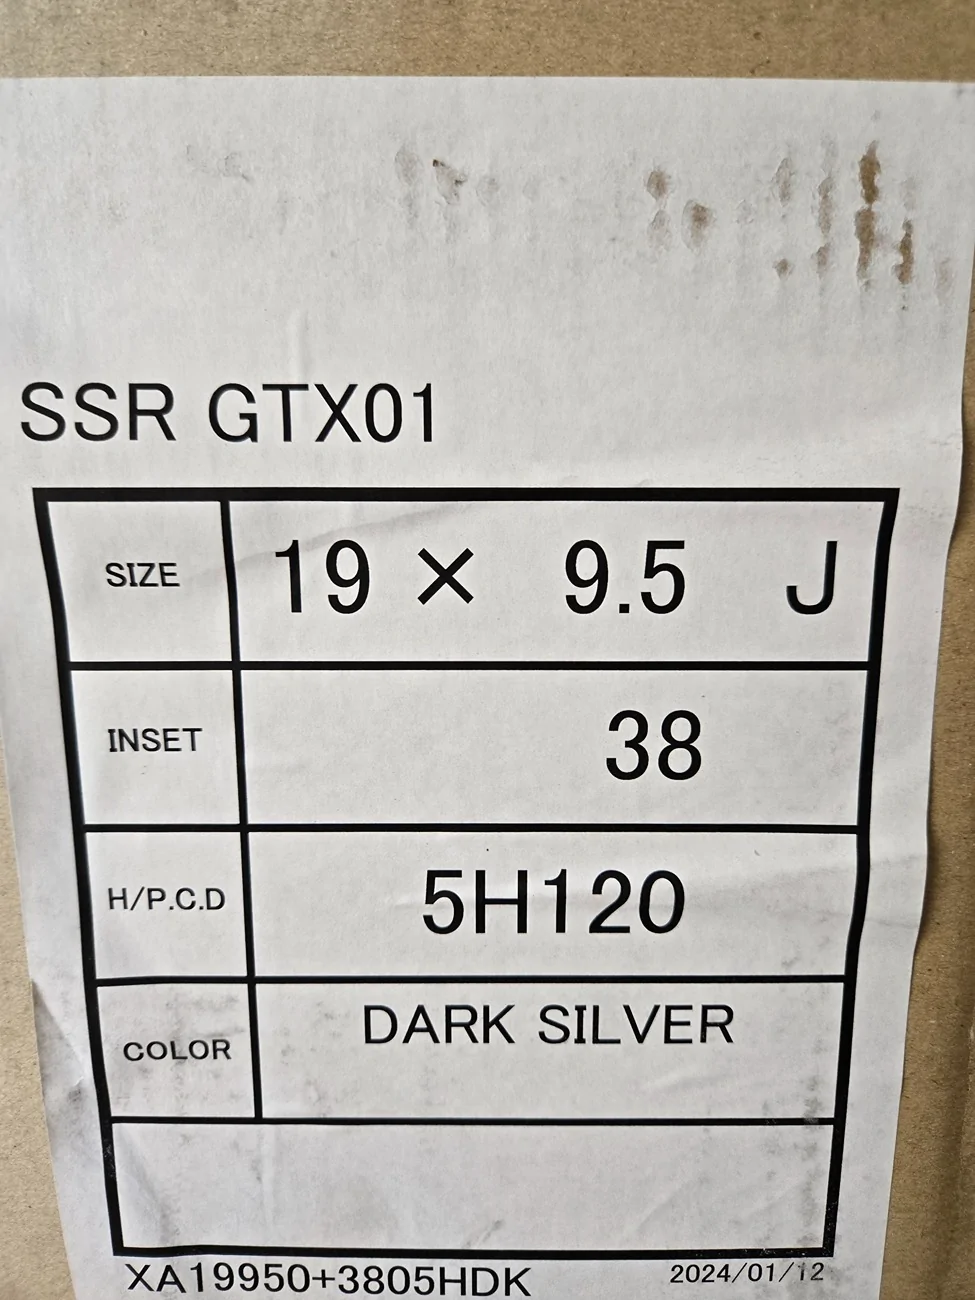 SSR GTX01
SIZE 19 × 9.5 J
INSET 38
H/P.C.D 5H120
COLOR DARK SILVER
XA19950+3805HDK 2024/01/12